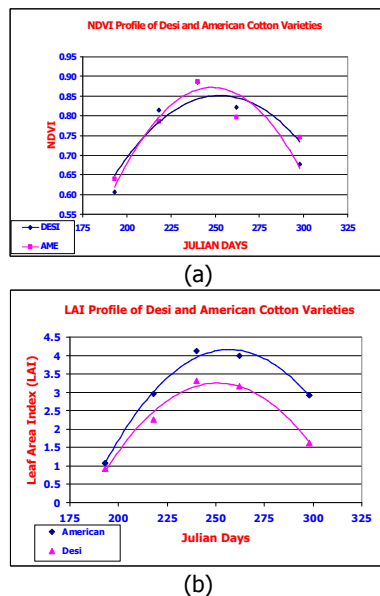 NDVI Profile of Desi and American Cotton Varieties
0.95
0.90
0.85
0.80
0.75
0.70
0.65
0.60
0.55
NDVI
175 200 225 250 275 300 325
JULIAN DAYS
DESI
AME
(a)
LAI Profile of Desi and American Cotton Varieties
4.5
4
3.5
3
2.5
2
1.5
1
0.5
0
Leaf Area Index (LAI)
175 200 225 250 275 300 325
Julian Days
American
Desi
(b)